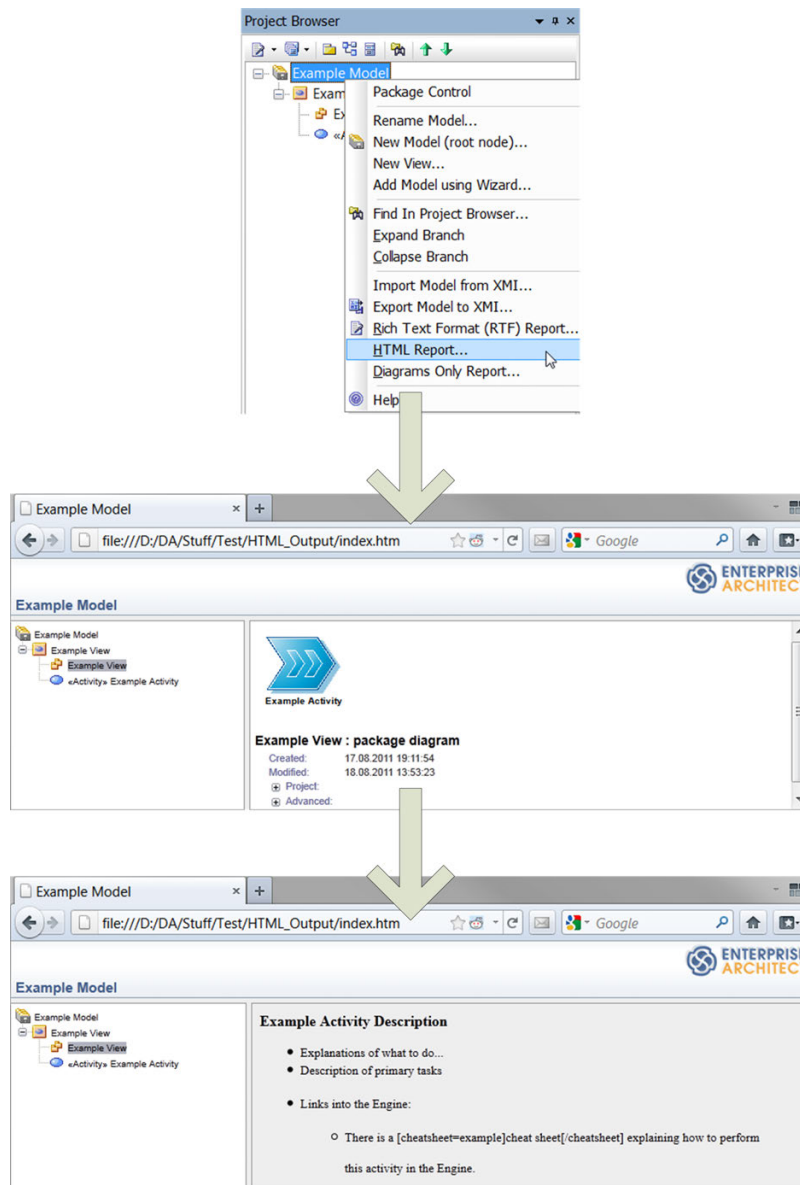 Project Browser
Example Model
Exam
Ex
«A
Package Control
Rename Model...
New Model (root node)...
New View...
Add Model using Wizard...
Find In Project Browser...
Expand Branch
Collapse Branch
Import Model from XMI...
Export Model to XMI...
Rich Text Format (RTF) Report...
HTML Report...
Diagrams Only Report...
Help
Example Model
file:///D:/DA/Stuff/Test/HTML_Output/index.htm
Google
ENTERPRIS
ARCHITEC
Example Model
Example Model
Example View
Example View
«Activity» Example Activity
Example Activity
Example View : package diagram
Created: 17.08.2011 19:11:54
Modified: 18.08.2011 13:53:23
Project:
Advanced:
Example Model
file:///D:/DA/Stuff/Test/HTML_Output/index.htm
Google
ENTERPRIS
ARCHITEC
Example Model
Example Model
Example View
Example View
«Activity» Example Activity
Example Activity Description
Explanations of what to do...
Description of primary tasks
Links into the Engine:
There is a [cheatsheet=example]cheat sheet[/cheatsheet] explaining how to perform
this activity in the Engine.